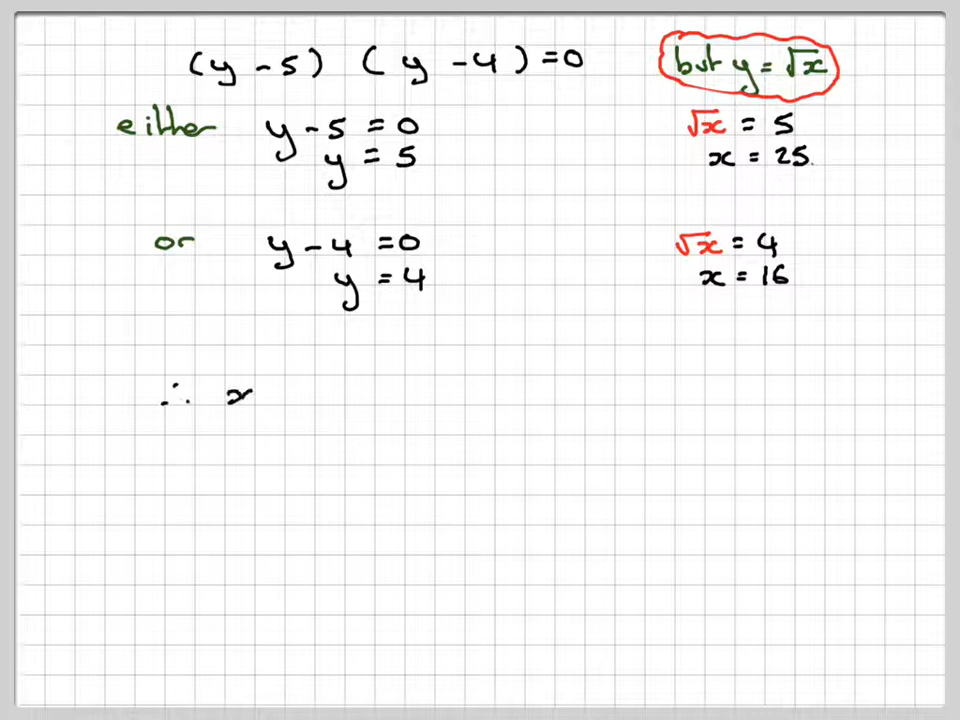 (y - 5) (y - 4) = 0 but y = √x
either y - 5 = 0 √x = 5
y = 5 x = 25
or y - 4 = 0 √x = 4
y = 4 x = 16
∴ x